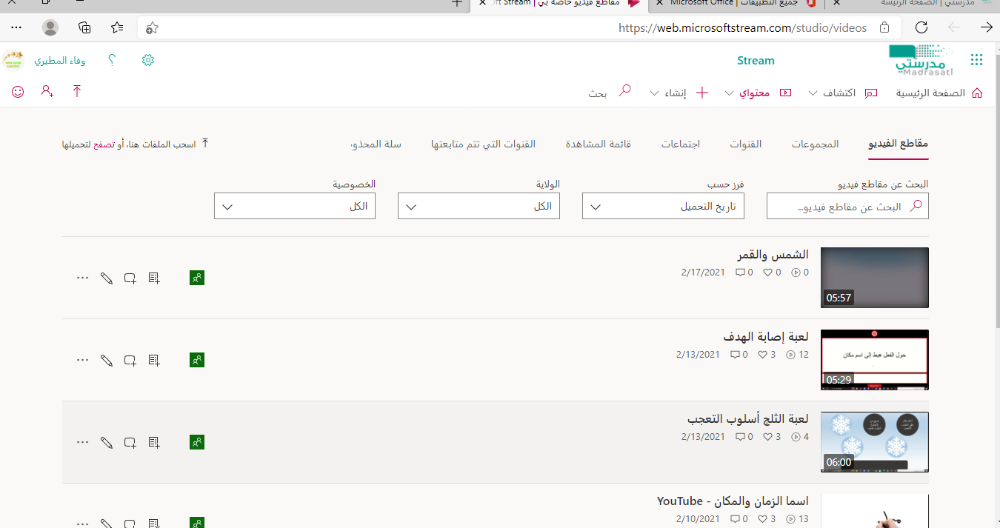 مدرستي | الصفحة الرئيسة
جميع التطبيقات | Microsoft Office
مقاطع فيديو خاصة بي | Stream
https://web.microsoftstream.com/studio/videos
مدرستي
Madrasati
Stream
وفاء المطيري
الصفحة الرئيسية
اكتشاف
محتواي
إنشاء
بحث
مقاطع الفيديو
المجموعات
القنوات
اجتماعات
قائمة المشاهدة
القنوات التي تتم متابعتها
سلة المحذو
اسحب الملفات هنا، أو تصفح لتحميلها
البحث عن مقاطع فيديو
فرز حسب
الولاية
الخصوصية
البحث عن مقاطع فيديو...
تاريخ التحميل
الكل
الكل
الشمس والقمر
0 0 0 2/17/2021
05:57
لعبة إصابة الهدف
12 3 0 2/13/2021
حول الفعل هبط إلى اسم مكان
05:29
لعبة الثلج أسلوب التعجب
4 3 0 2/13/2021
06:00
اسما الزمان والمكان - YouTube
13 3 0 2/10/2021